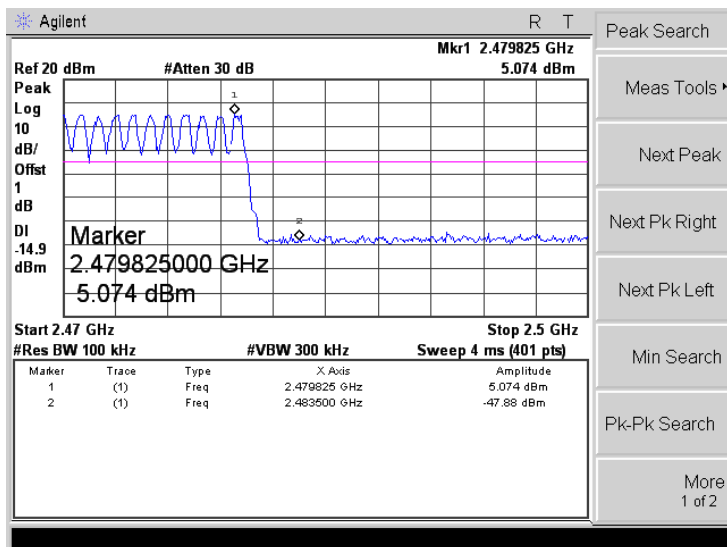 Agilent R T
Mkr1 2.479825 GHz
Ref 20 dBm #Atten 30 dB 5.074 dBm
Peak
Log
10
dB/
Offst
1
dB
DI
-14.9
dBm
1
2
Marker
2.479825000 GHz
5.074 dBm
Start 2.47 GHz Stop 2.5 GHz
#Res BW 100 kHz #VBW 300 kHz Sweep 4 ms (401 pts)
Marker Trace Type X Axis Amplitude
1 (1) Freq 2.479825 GHz 5.074 dBm
2 (1) Freq 2.483500 GHz -47.88 dBm
Peak Search
Meas Tools
Next Peak
Next Pk Right
Next Pk Left
Min Search
Pk-Pk Search
More
1 of 2